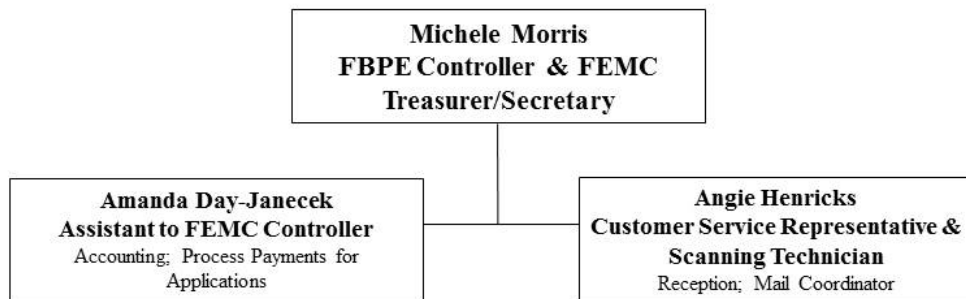 Michele Morris
FBPE Controller & FEMC
Treasurer/Secretary
Amanda Day-Janecek
Assistant to FEMC Controller
Accounting; Process Payments for
Applications
Angie Henricks
Customer Service Representative &
Scanning Technician
Reception; Mail Coordinator